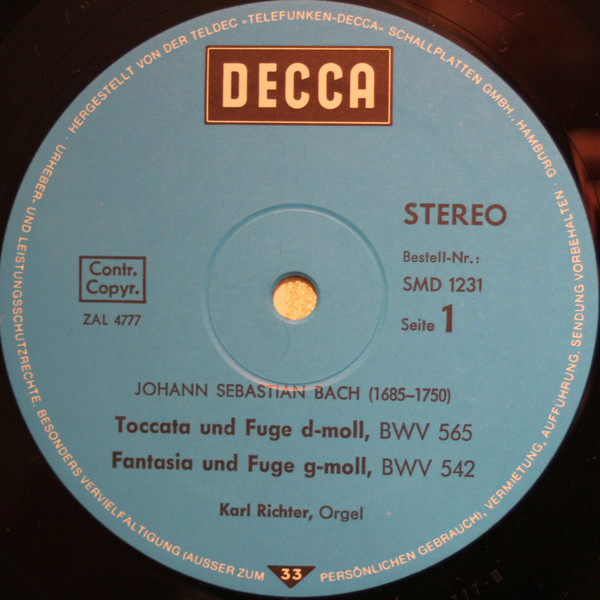 · HERGESTELLT VON DER TELDEC »TELEFUNKEN-DECCA« SCHALLPLATTEN GMBH., HAMBURG ·
DECCA
STEREO
Bestell-Nr.:
SMD 1231
Seite 1
Contr.
Copyr.
ZAL 4777
JOHANN SEBASTIAN BACH (1685–1750)
Toccata und Fuge d-moll, BWV 565
Fantasia und Fuge g-moll, BWV 542
Karl Richter, Orgel
URHEBER- UND LEISTUNGSSCHUTZRECHTE, BESONDERS VERVIELFÄLTIGUNG (AUSSER ZUM PERSÖNLICHEN GEBRAUCH), VERMIETUNG, AUFFÜHRUNG, SENDUNG VORBEHALTEN
33